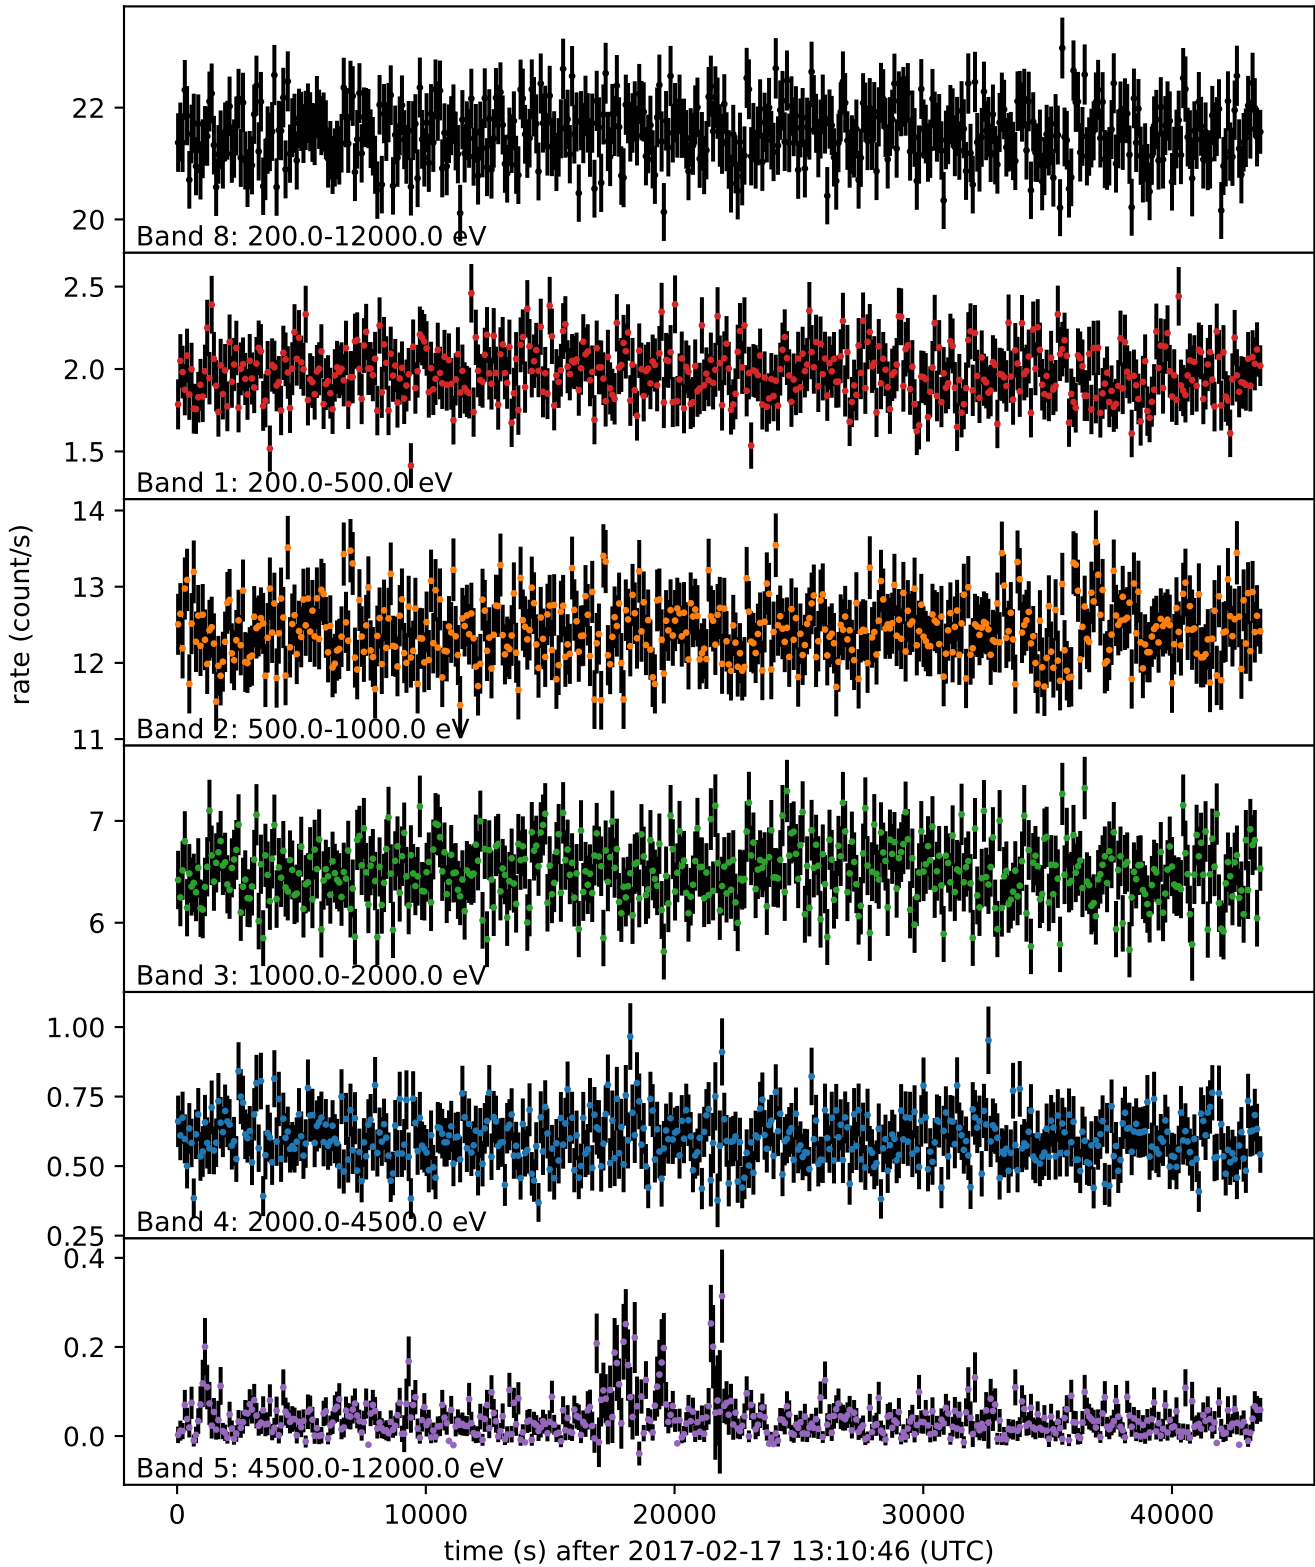 22
20
Band 8: 200.0-12000.0 eV
2.5
2.0
1.5
Band 1: 200.0-500.0 eV
14
13
12
11
Band 2: 500.0-1000.0 eV
rate (count/s)
7
6
Band 3: 1000.0-2000.0 eV
1.00
0.75
0.50
0.25
Band 4: 2000.0-4500.0 eV
0.4
0.2
0.0
Band 5: 4500.0-12000.0 eV
0 10000 20000 30000 40000
time (s) after 2017-02-17 13:10:46 (UTC)